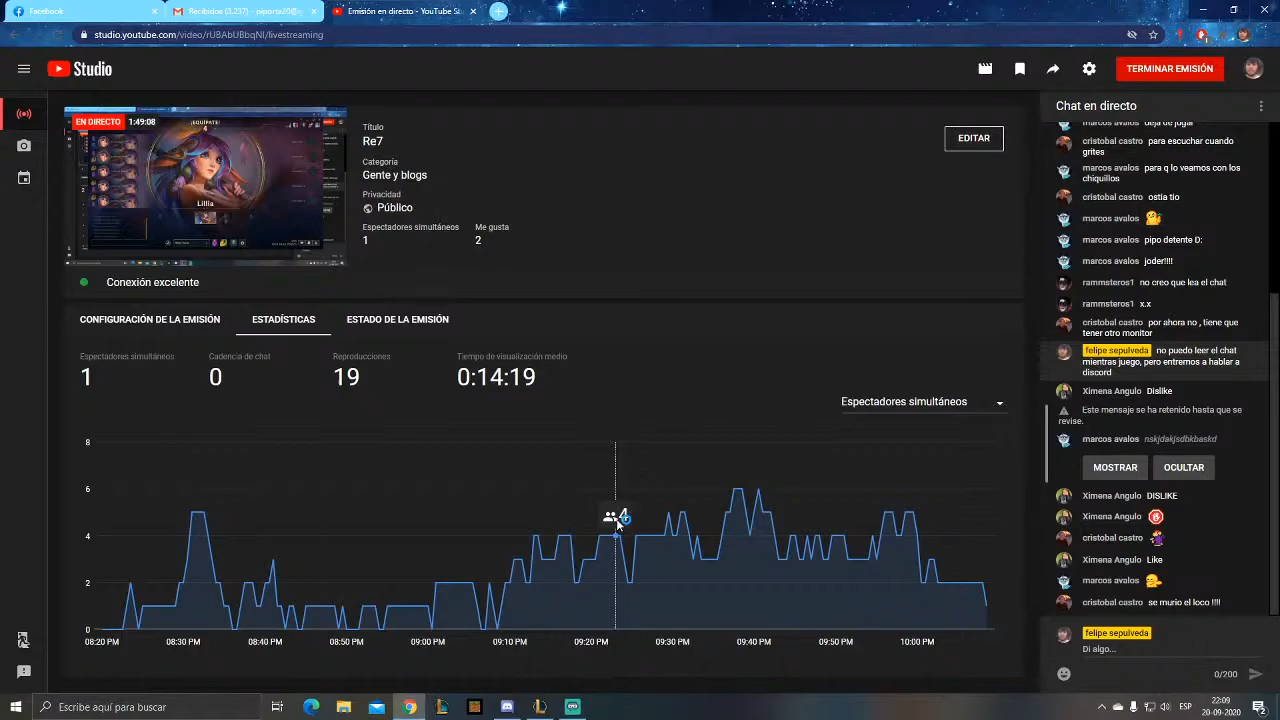 Facebook
Recibidos (3.237) - piportz20@
Emisión en directo - YouTube St
studio.youtube.com/video/rUBAbUBbqNI/livestreaming
Studio
TERMINAR EMISIÓN
EN DIRECTO
1:49:08
¡EQUÍPATE!
4
Lillia
Título
Re7
Categoría
Gente y blogs
Privacidad
Público
Espectadores simultáneos
Me gusta
1
2
EDITAR
Conexión excelente
CONFIGURACIÓN DE LA EMISIÓN
ESTADÍSTICAS
ESTADO DE LA EMISIÓN
Espectadores simultáneos
Cadencia de chat
Reproducciones
Tiempo de visualización medio
1
0
19
0:14:19
Espectadores simultáneos
8
6
4
2
0
4
08:20 PM
08:30 PM
08:40 PM
08:50 PM
09:00 PM
09:10 PM
09:20 PM
09:30 PM
09:40 PM
09:50 PM
10:00 PM
Chat en directo
marcos avalos deja de jugar
cristobal castro para escuchar cuando
grites
marcos avalos para q lo veamos con los
chiquillos
cristobal castro ostia tio
marcos avalos
marcos avalos pipo detente D:
marcos avalos joder!!!!
rammsteros1 no creo que lea el chat
rammsteros1 x.x
cristobal castro por ahora no , tiene que
tener otro monitor
felipe sepulveda no puedo leer el chat
mientras juego, pero entremos a hablar a
discord
Ximena Angulo Dislike
Este mensaje se ha retenido hasta que se
revise.
marcos avalos nskjdakjsdbkbaskd
MOSTRAR
OCULTAR
Ximena Angulo DISLIKE
Ximena Angulo
cristobal castro
Ximena Angulo Like
marcos avalos
cristobal castro se murio el loco !!!!
felipe sepulveda
Di algo...
0/200
Escribe aquí para buscar
ESP
22:09
20-09-2020
2